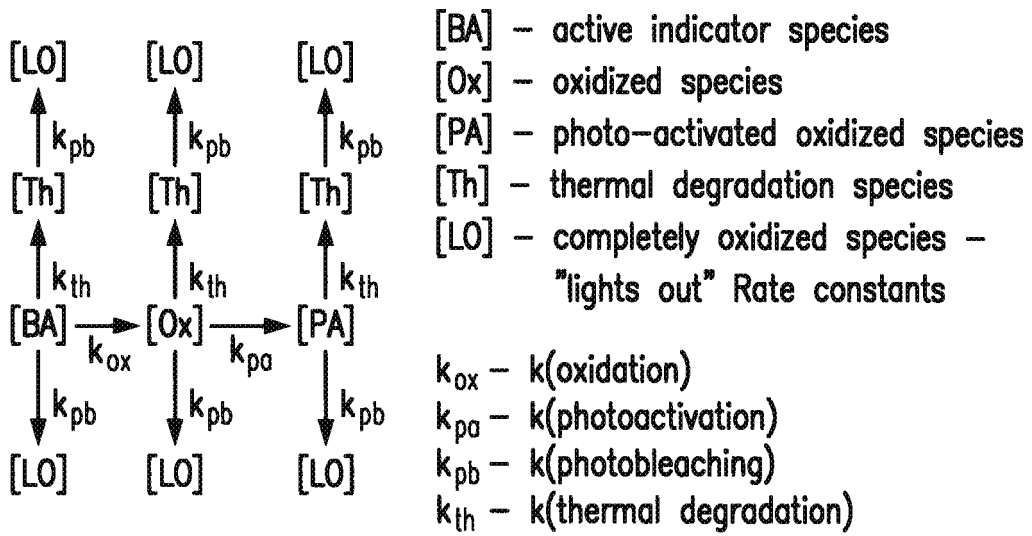 [LO] [LO] [LO]
k_pb k_pb k_pb
[Th] [Th] [Th]
k_th k_th k_th
[BA] [Ox] [PA]
k_ox k_pa
k_pb k_pb k_pb
[LO] [LO] [LO]
[BA] – active indicator species
[Ox] – oxidized species
[PA] – photo–activated oxidized species
[Th] – thermal degradation species
[LO] – completely oxidized species –
"lights out" Rate constants
k_ox – k(oxidation)
k_pa – k(photoactivation)
k_pb – k(photobleaching)
k_th – k(thermal degradation)